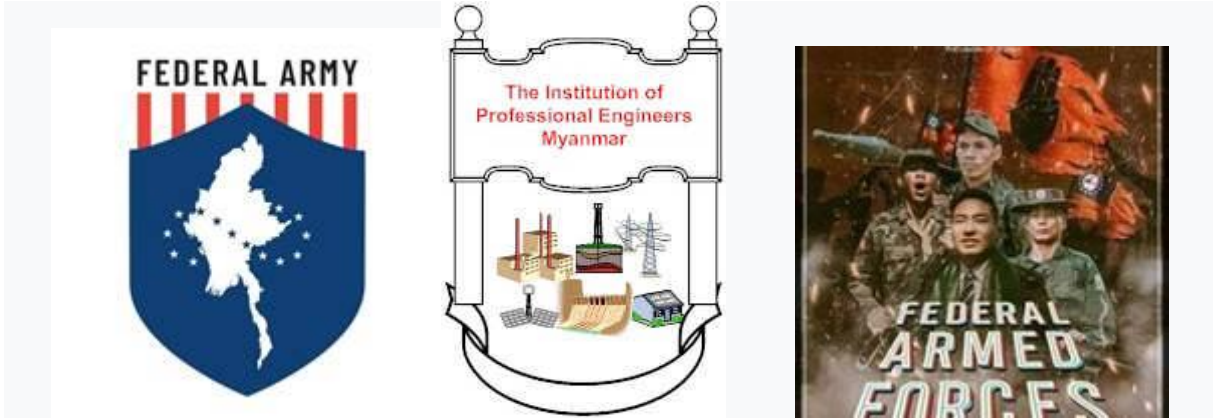 FEDERAL ARMY
The Institution of
Professional Engineers
Myanmar
FEDERAL
ARMED
FORCES